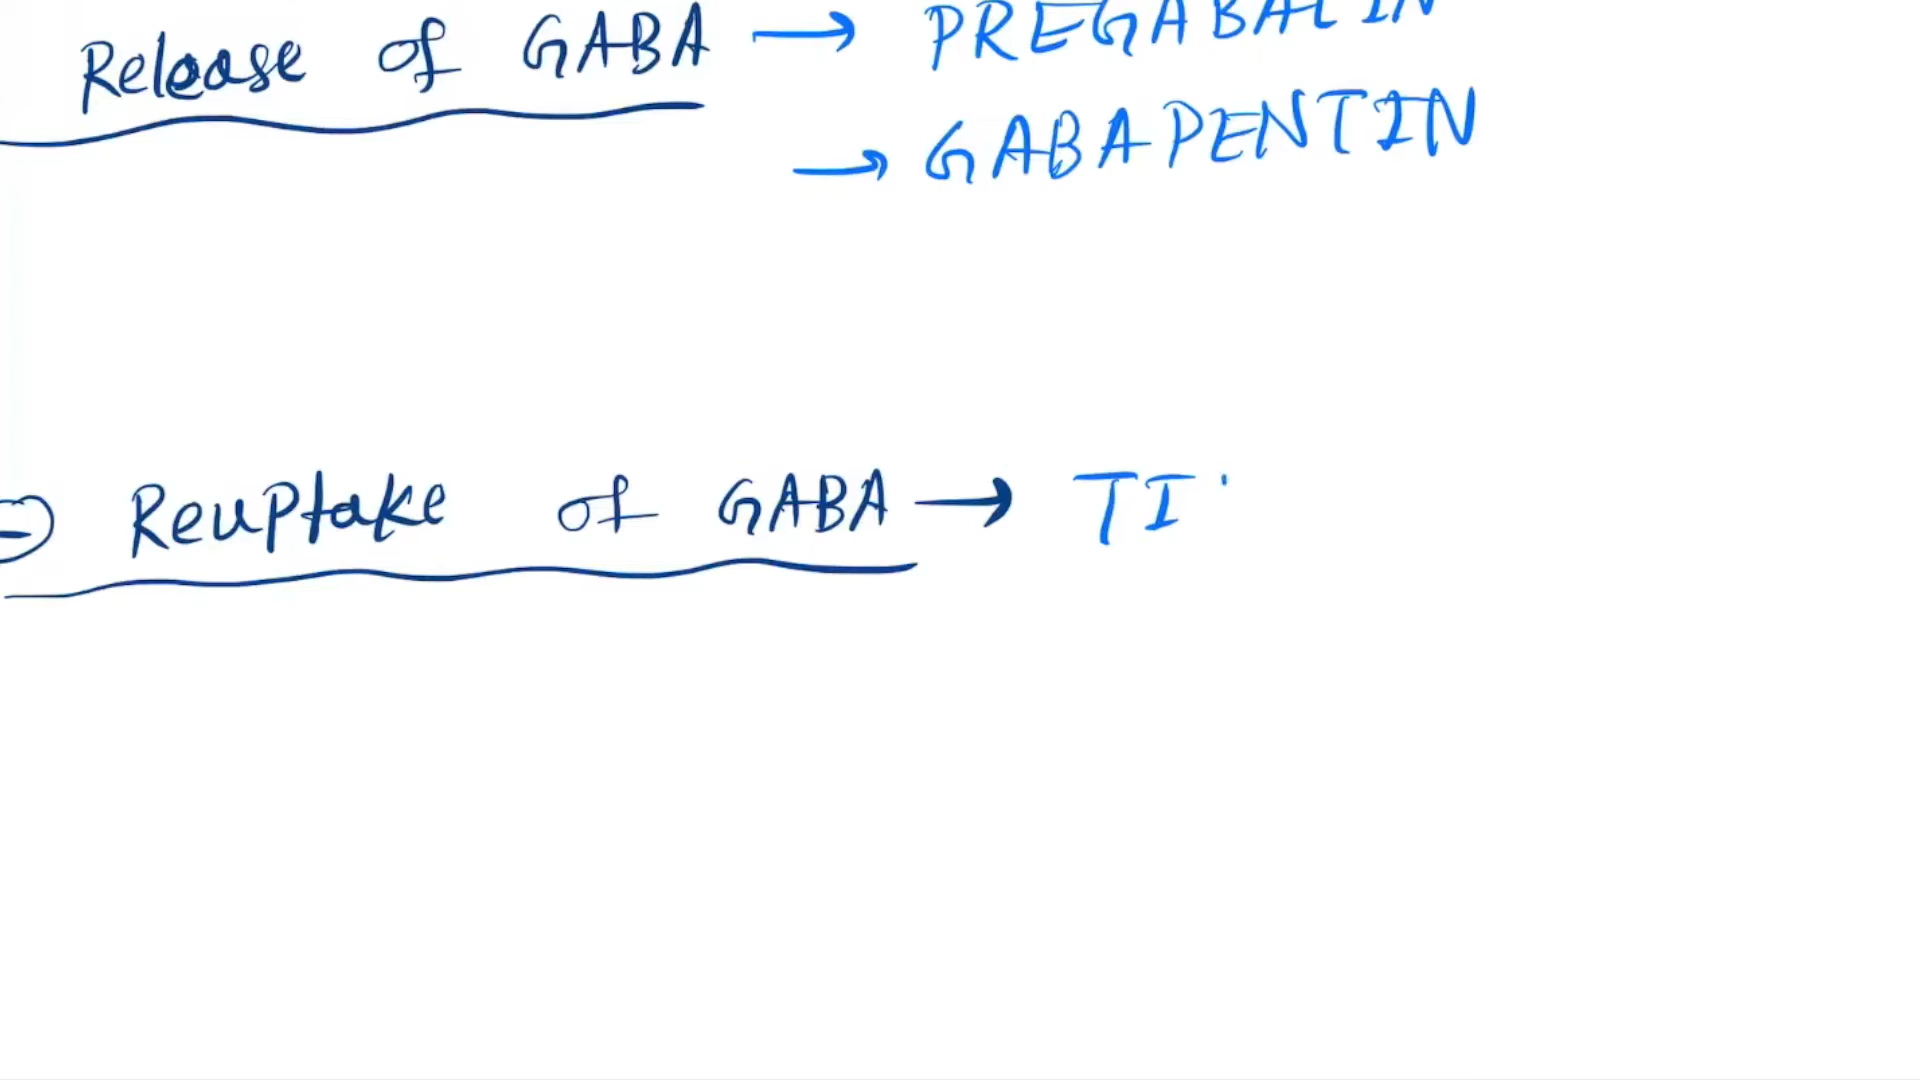 Release of GABA → PREGABALIN
→ GABAPENTIN
⊖ Reuptake of GABA → TI